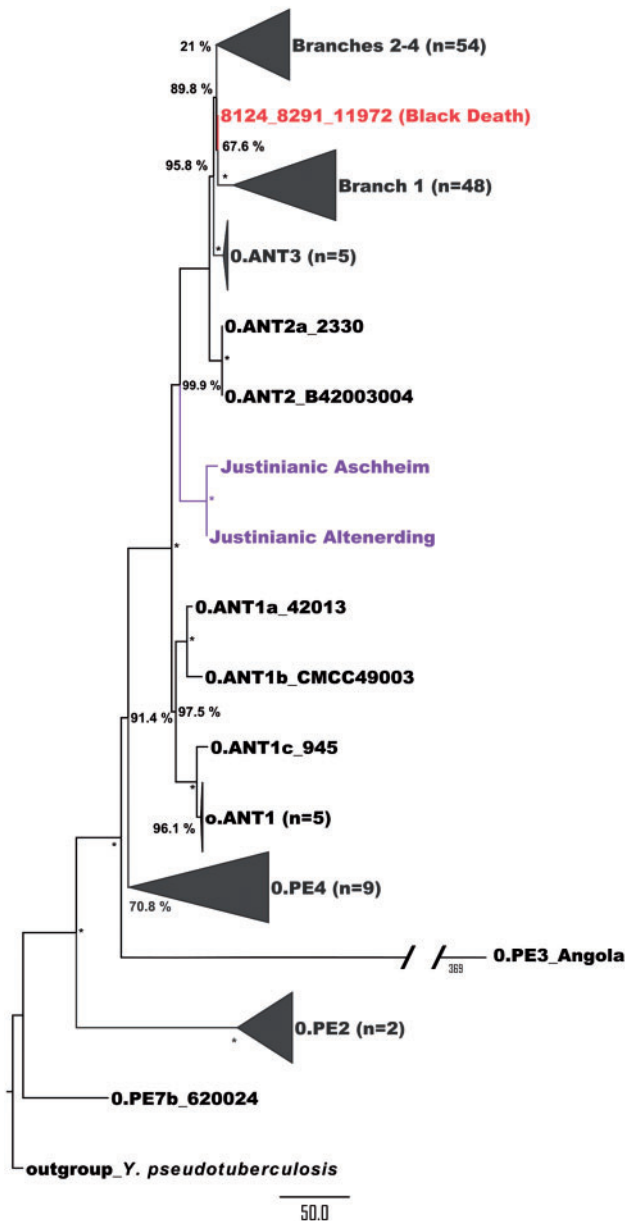 21 %
Branches 2-4 (n=54)
89.8 %
8124_8291_11972 (Black Death)
67.6 %
95.8 %
*
Branch 1 (n=48)
*
0.ANT3 (n=5)
0.ANT2a_2330
*
99.9 %
0.ANT2_B42003004
Justinianic Aschheim
*
Justinianic Altenerding
*
0.ANT1a_42013
*
0.ANT1b_CMCC49003
91.4 %
97.5 %
0.ANT1c_945
*
96.1 %
o.ANT1 (n=5)
*
0.PE4 (n=9)
70.8 %
0.PE3_Angola
369
*
0.PE2 (n=2)
*
0.PE7b_620024
outgroup_Y. pseudotuberculosis
50.0